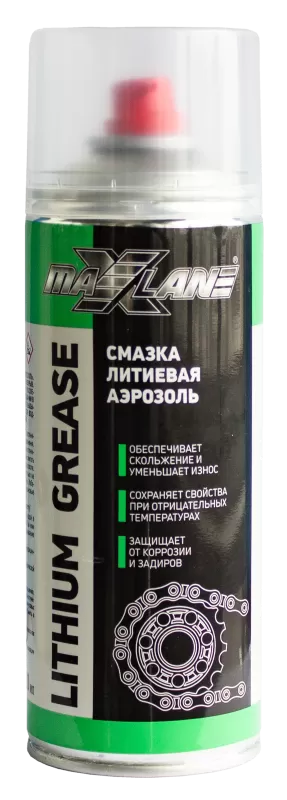 MAXLANE®
СМАЗКА
ЛИТИЕВАЯ
АЭРОЗОЛЬ
ОБЕСПЕЧИВАЕТ
СКОЛЬЖЕНИЕ И
УМЕНЬШАЕТ ИЗНОС
СОХРАНЯЕТ СВОЙСТВА
ПРИ ОТРИЦАТЕЛЬНЫХ
ТЕМПЕРАТУРАХ
ЗАЩИЩАЕТ
ОТ КОРРОЗИИ
И ЗАДИРОВ
LITHIUM GREASE